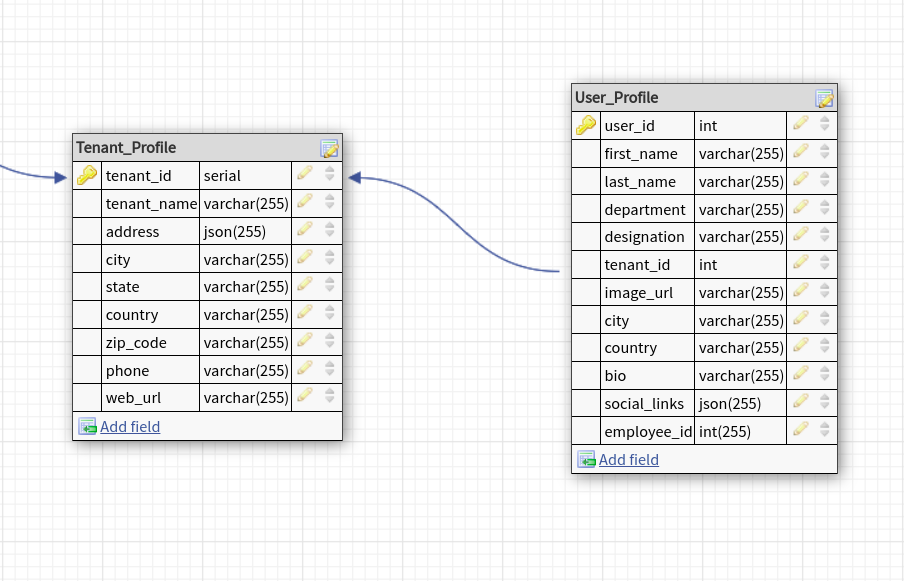 Tenant_Profile
tenant_id serial
tenant_name varchar(255)
address json(255)
city varchar(255)
state varchar(255)
country varchar(255)
zip_code varchar(255)
phone varchar(255)
web_url varchar(255)
Add field
User_Profile
user_id int
first_name varchar(255)
last_name varchar(255)
department varchar(255)
designation varchar(255)
tenant_id int
image_url varchar(255)
city varchar(255)
country varchar(255)
bio varchar(255)
social_links json(255)
employee_id int(255)
Add field